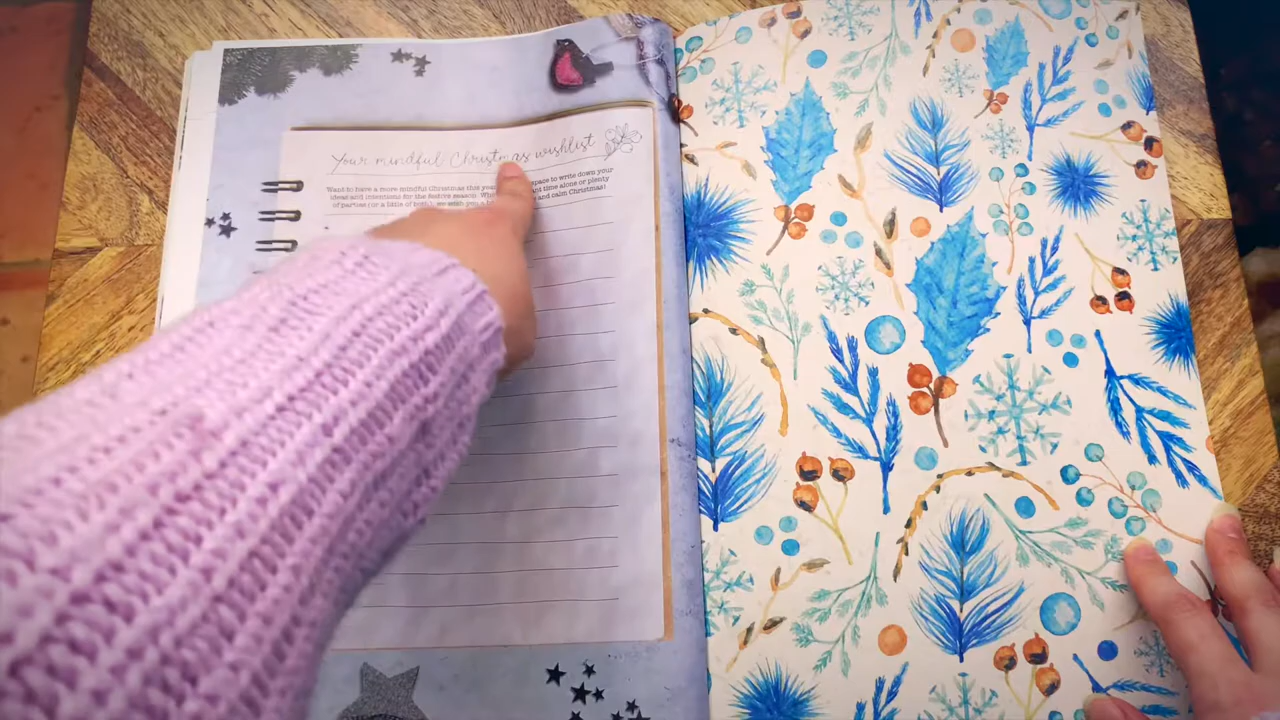 Your mindful Christmas wishlist
Want to have a more mindful Christmas this year space to write down your
ideas and intentions for the festive season. time alone or plenty
of parties (or a little of both), we wish you a and calm Christmas!